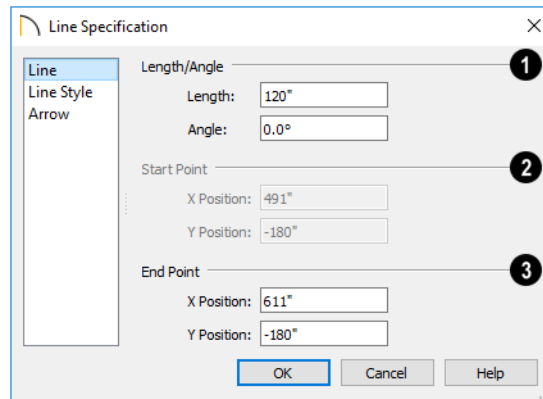 Line Specification
Line
Line Style
Arrow
Length/Angle
1
Length: 120"
Angle: 0.0°
Start Point
2
X Position: 491"
Y Position: -180"
End Point
3
X Position: 611"
Y Position: -180"
OK Cancel Help